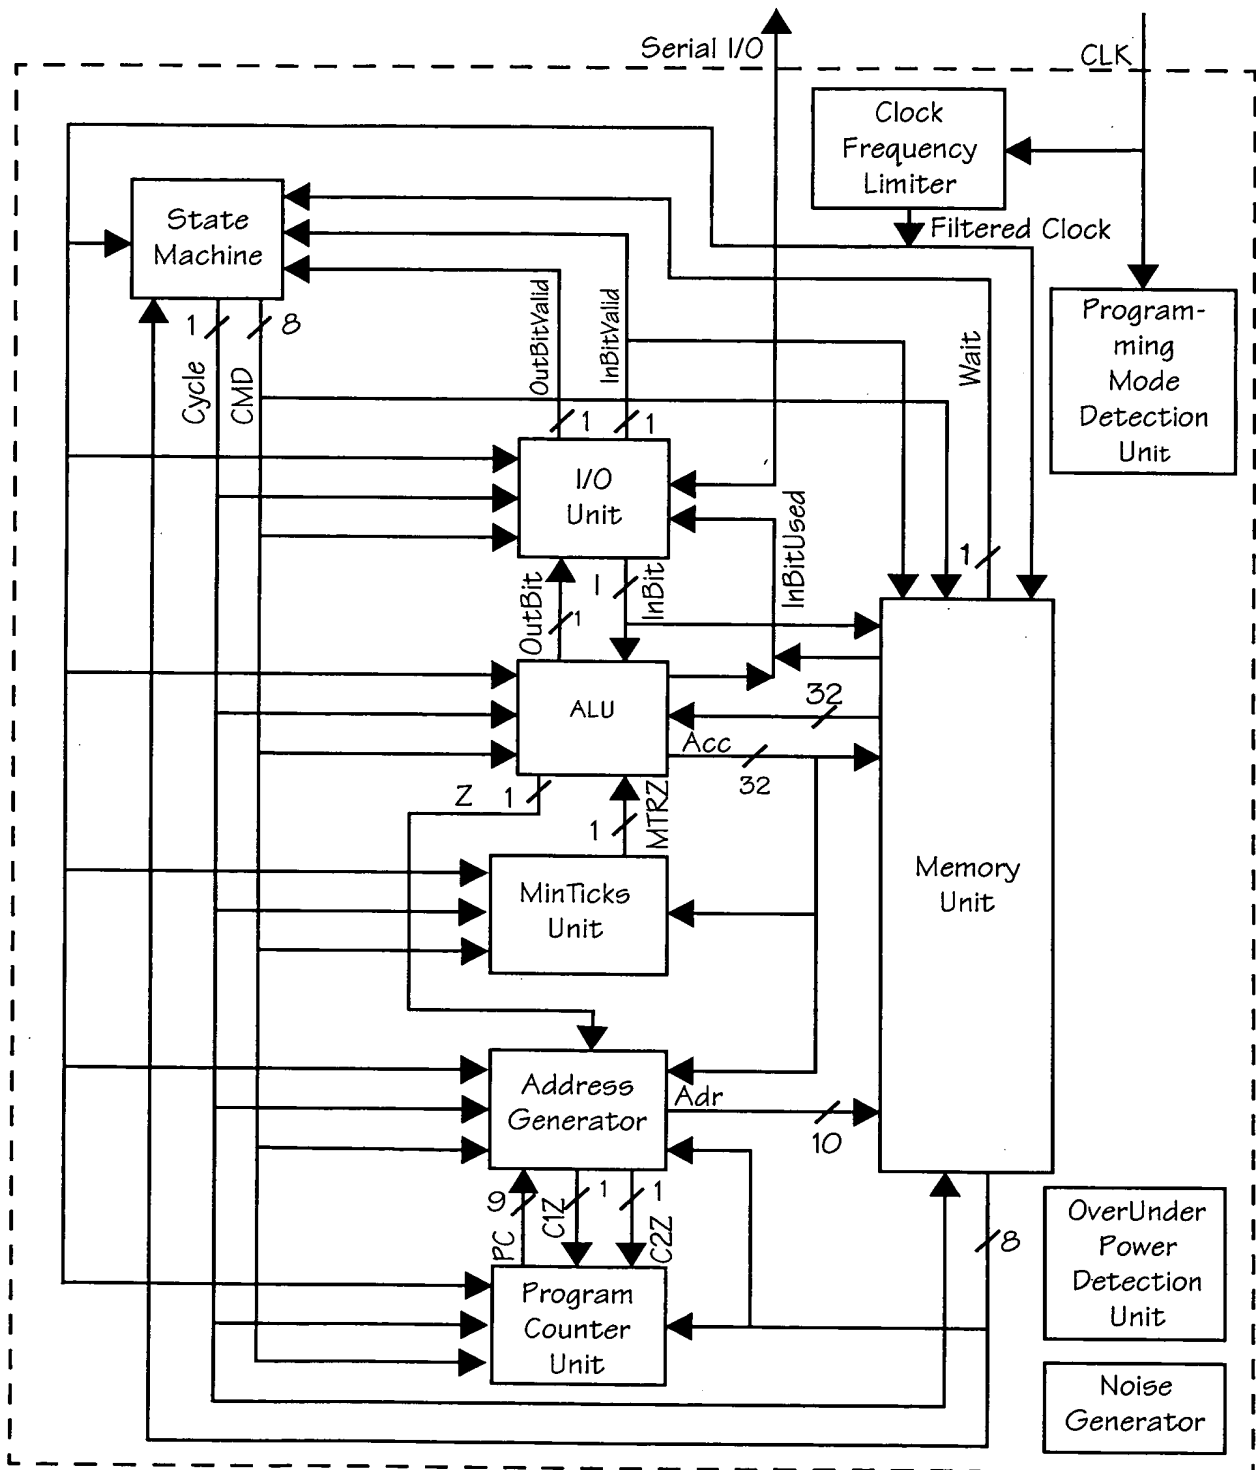 Serial I/O
CLK
Clock
Frequency
Limiter
Filtered Clock
State
Machine
Program-
ming
Mode
Detection
Unit
1
8
Cycle
CMD
OutBitValid
InBitValid
Wait
1
1
I/O
Unit
InBitUsed
1
OutBit
1
I
InBit
ALU
32
Acc
32
Z
1
1
MTRZ
MinTicks
Unit
Memory
Unit
Address
Generator
Adr
10
9
PC
C1Z
1
1
C2Z
8
Program
Counter
Unit
OverUnder
Power
Detection
Unit
Noise
Generator